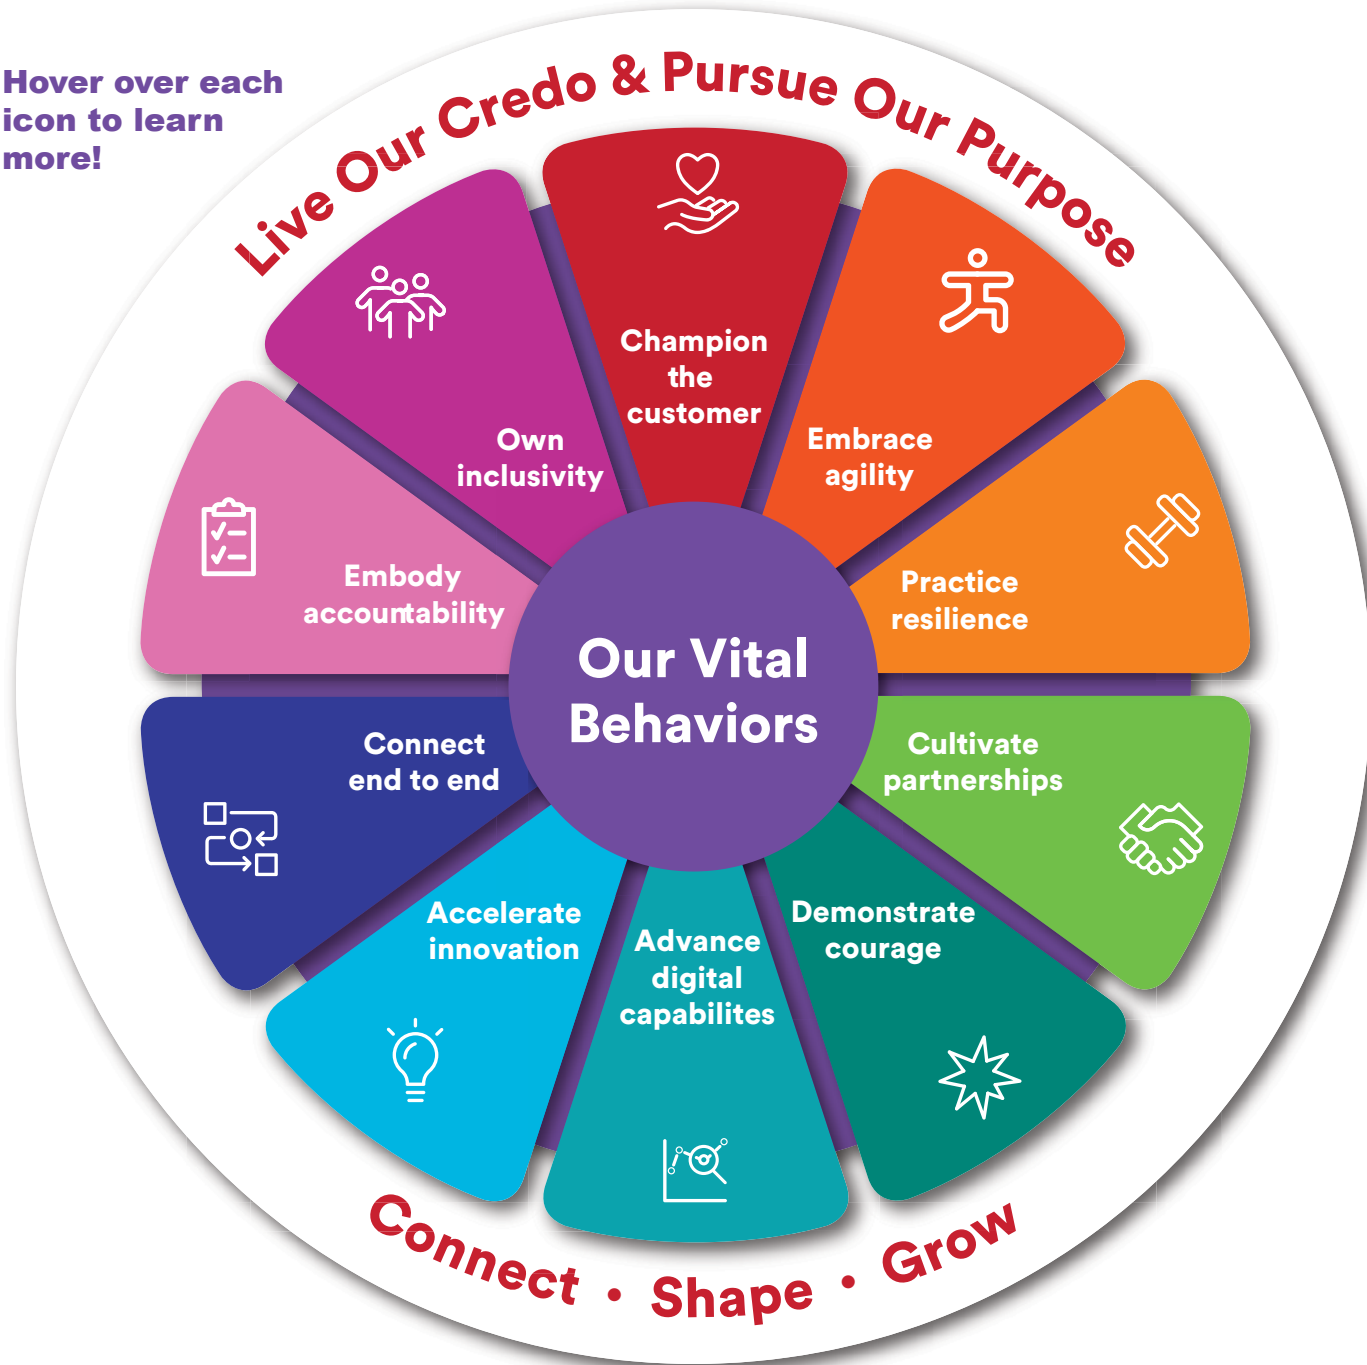 Hover over each
icon to learn
more!
Live Our Credo & Pursue Our Purpose
Champion
the
customer
Embrace
agility
Practice
resilience
Cultivate
partnerships
Demonstrate
courage
Advance
digital
capabilites
Accelerate
innovation
Connect
end to end
Embody
accountability
Own
inclusivity
Our Vital
Behaviors
Connect • Shape • Grow